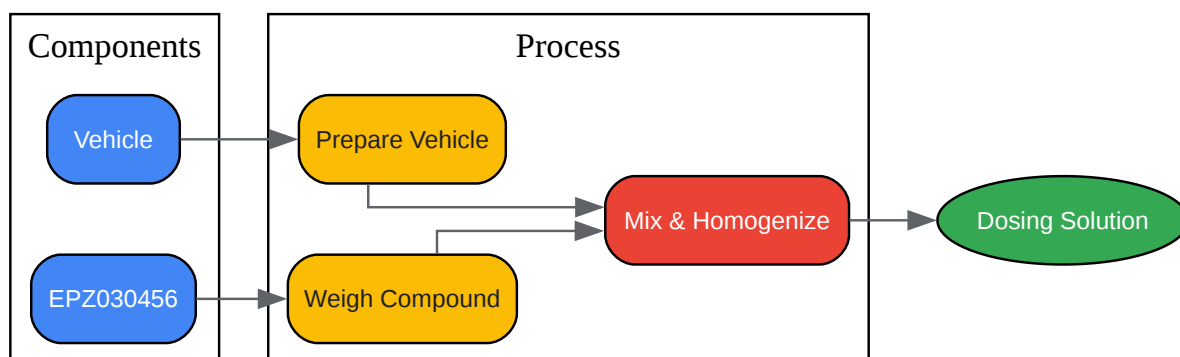 Components
Process
Vehicle
Prepare Vehicle
Mix & Homogenize
Dosing Solution
EPZ030456
Weigh Compound